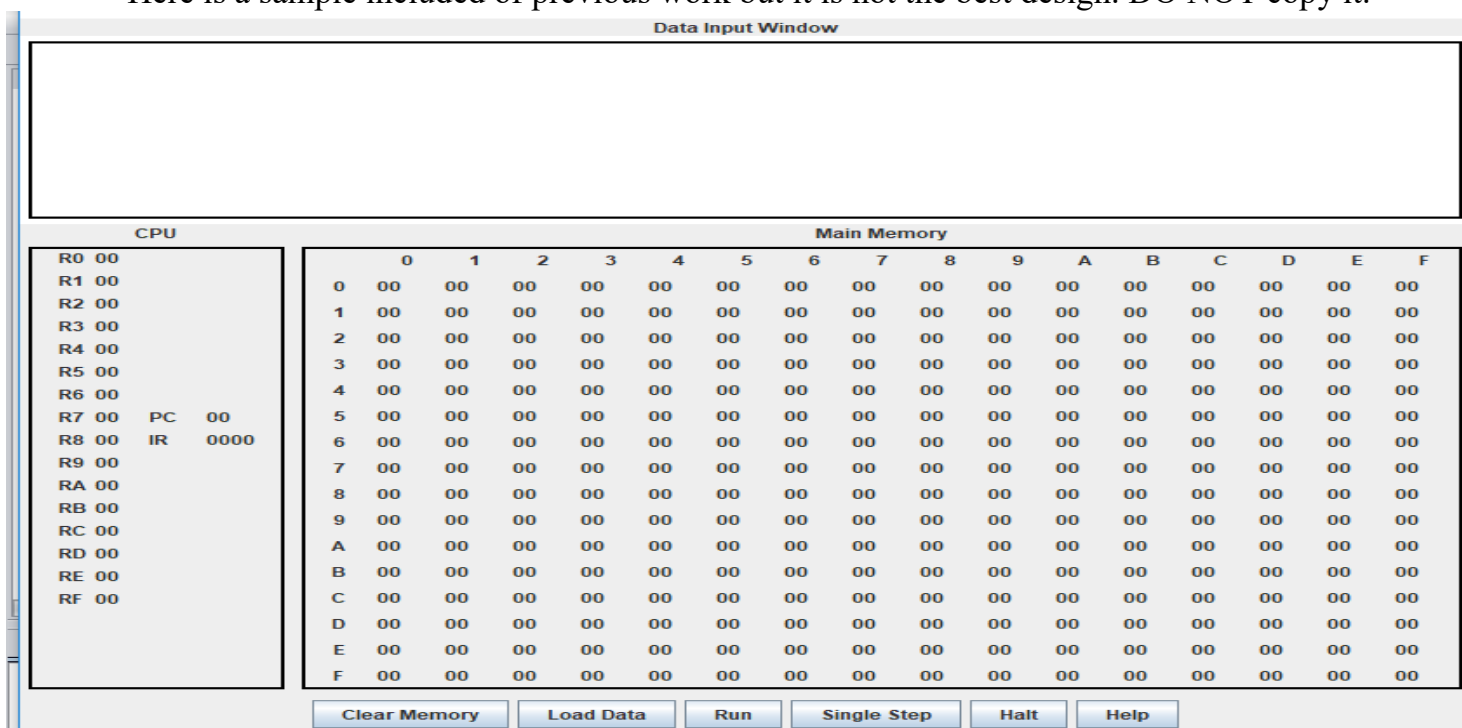 Here is a sample included of previous work but it is not the best design. DO NOT copy it.
Data Input Window
CPU
R0 00
R1 00
R2 00
R3 00
R4 00
R5 00
R6 00
R7 00 PC 00
R8 00 IR 0000
R9 00
RA 00
RB 00
RC 00
RD 00
RE 00
RF 00
Main Memory
0 1 2 3 4 5 6 7 8 9 A B C D E F
0 00 00 00 00 00 00 00 00 00 00 00 00 00 00 00 00
1 00 00 00 00 00 00 00 00 00 00 00 00 00 00 00 00
2 00 00 00 00 00 00 00 00 00 00 00 00 00 00 00 00
3 00 00 00 00 00 00 00 00 00 00 00 00 00 00 00 00
4 00 00 00 00 00 00 00 00 00 00 00 00 00 00 00 00
5 00 00 00 00 00 00 00 00 00 00 00 00 00 00 00 00
6 00 00 00 00 00 00 00 00 00 00 00 00 00 00 00 00
7 00 00 00 00 00 00 00 00 00 00 00 00 00 00 00 00
8 00 00 00 00 00 00 00 00 00 00 00 00 00 00 00 00
9 00 00 00 00 00 00 00 00 00 00 00 00 00 00 00 00
A 00 00 00 00 00 00 00 00 00 00 00 00 00 00 00 00
B 00 00 00 00 00 00 00 00 00 00 00 00 00 00 00 00
C 00 00 00 00 00 00 00 00 00 00 00 00 00 00 00 00
D 00 00 00 00 00 00 00 00 00 00 00 00 00 00 00 00
E 00 00 00 00 00 00 00 00 00 00 00 00 00 00 00 00
F 00 00 00 00 00 00 00 00 00 00 00 00 00 00 00 00
Clear Memory Load Data Run Single Step Halt Help